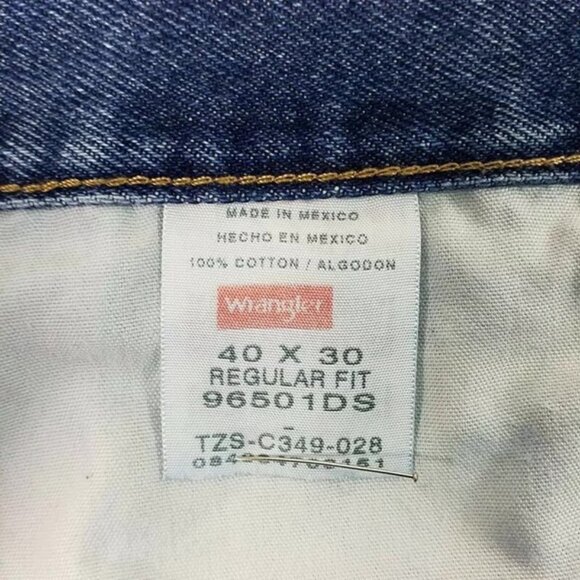 MADE IN MEXICO
HECHO EN MEXICO
100% COTTON / ALGODON
Wrangler
40 X 30
REGULAR FIT
96501DS
-
TZS-C349-028